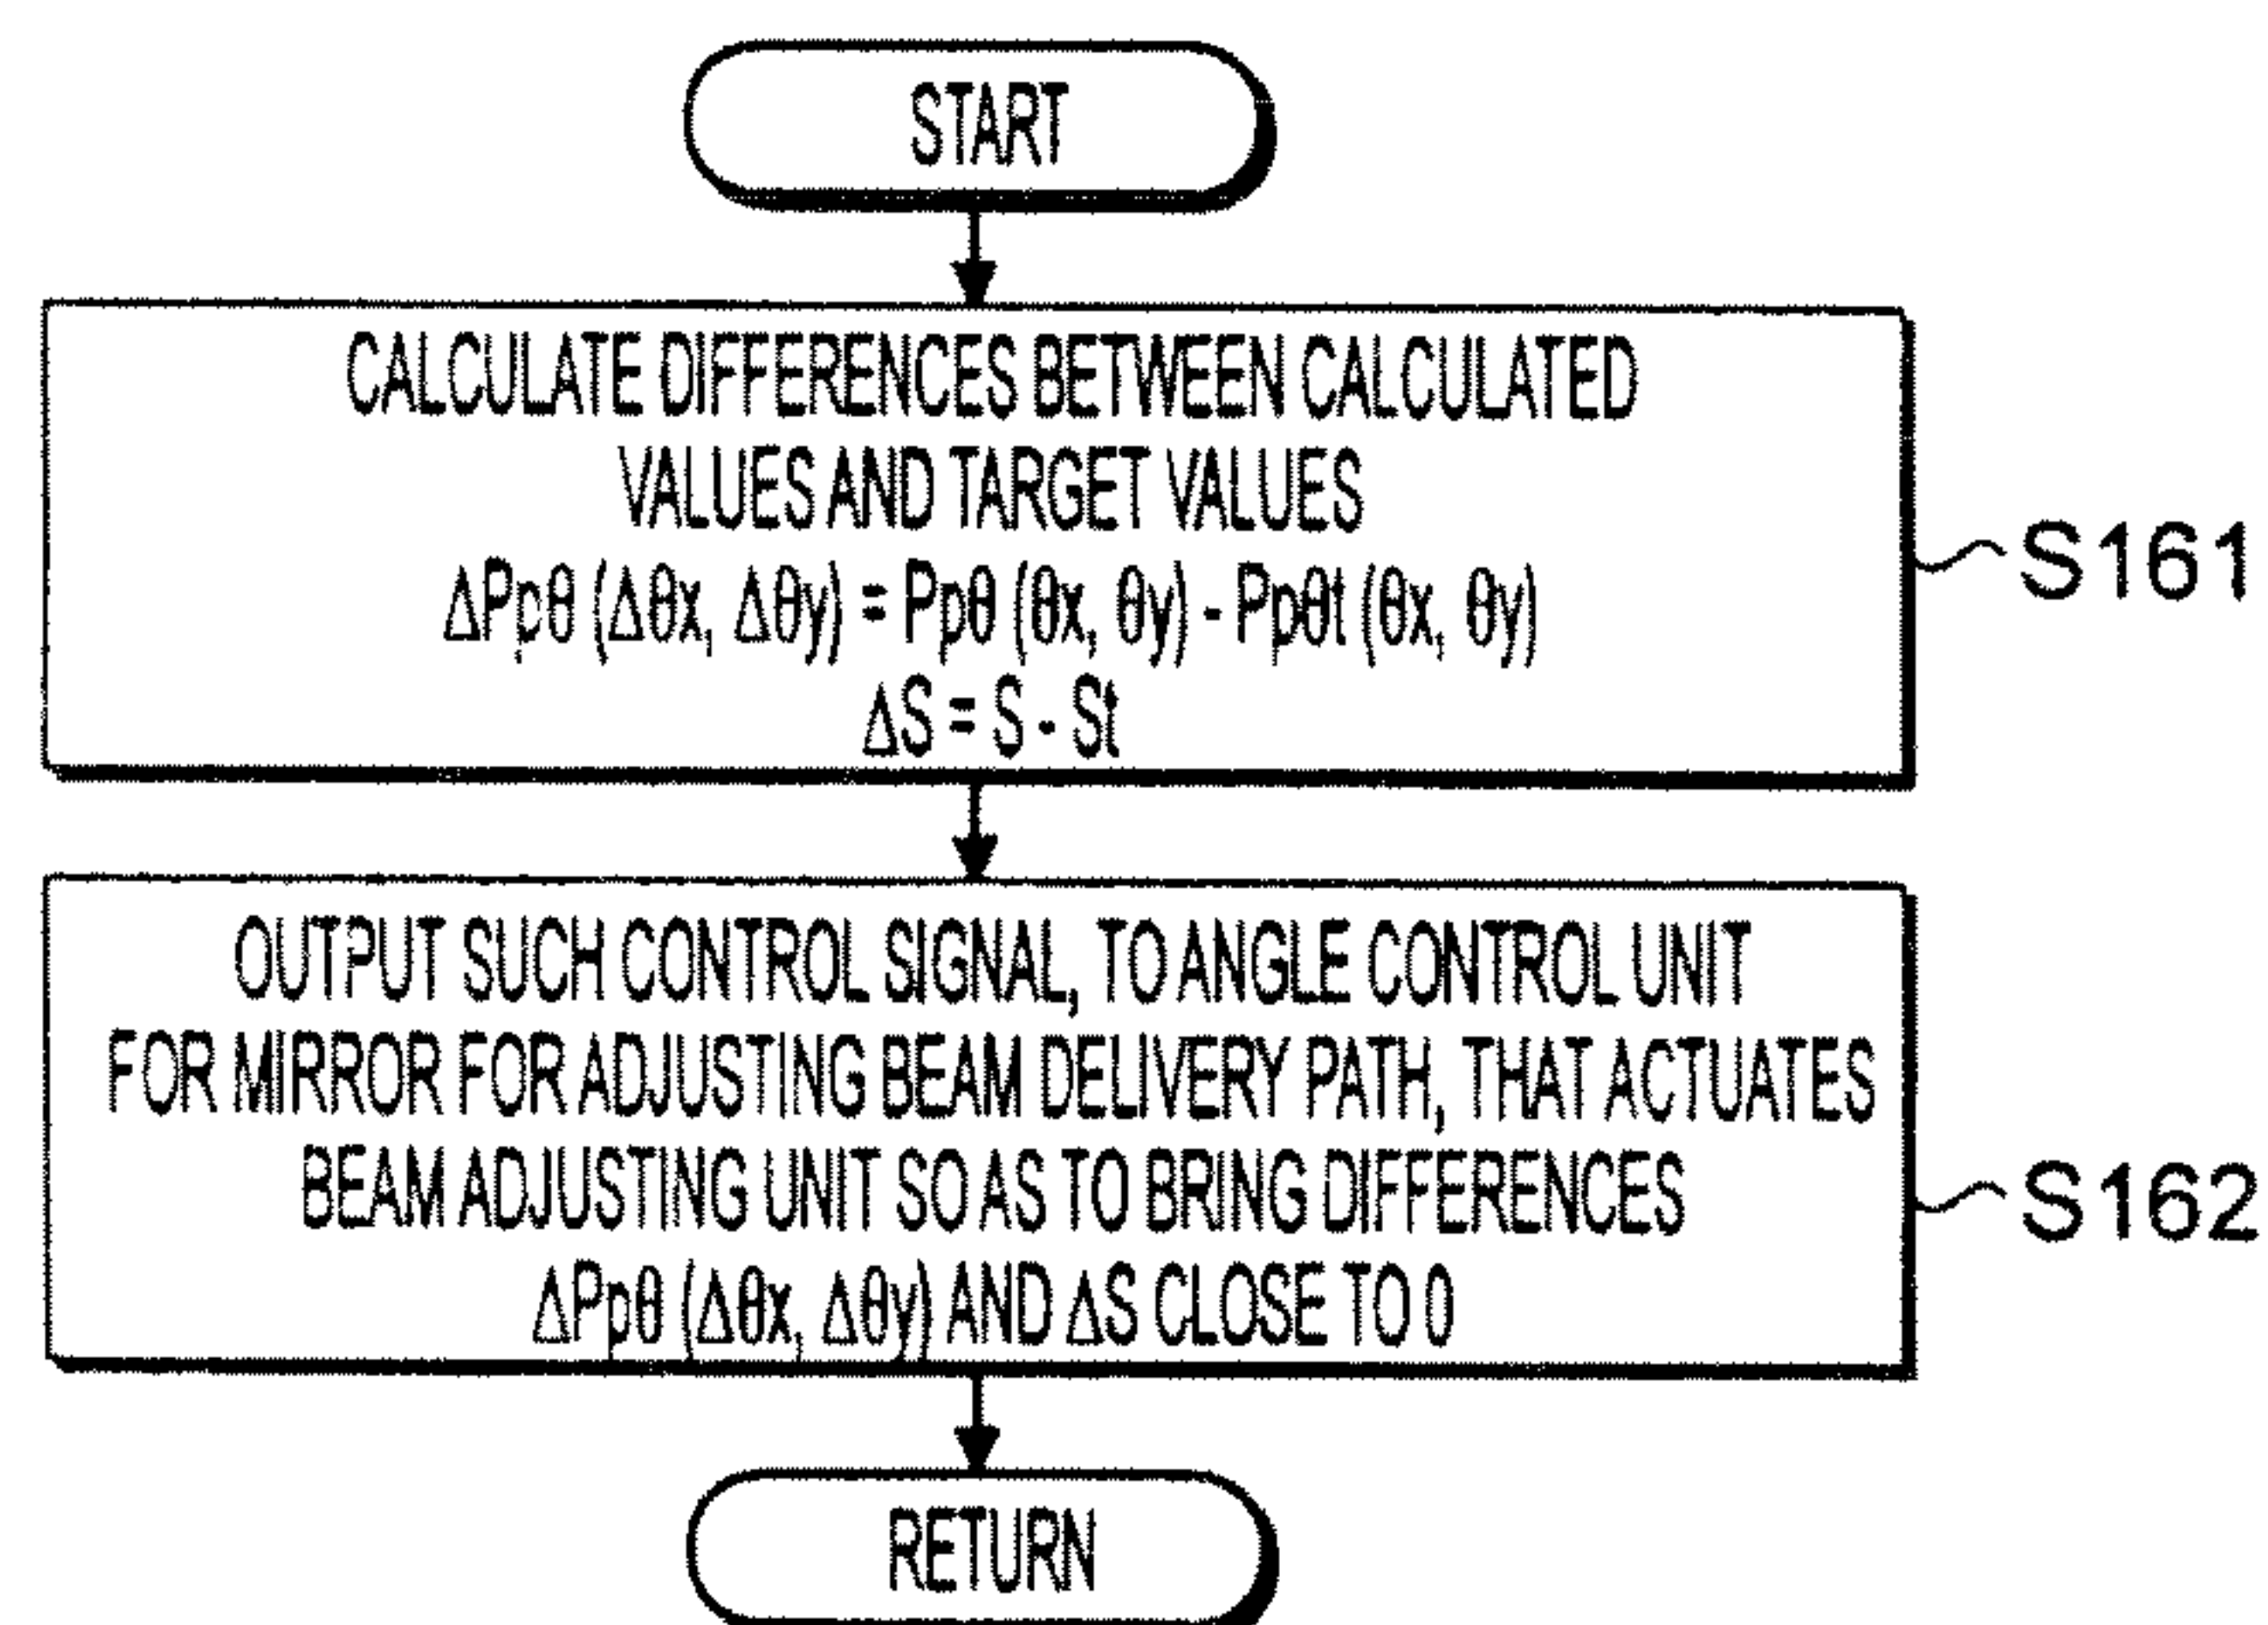 START
CALCULATE DIFFERENCES BETWEEN CALCULATED
VALUES AND TARGET VALUES
ΔPpθ (Δθx, Δθy) = Ppθ (θx, θy) - Ppθt (θx, θy)
ΔS = S - St
S161
OUTPUT SUCH CONTROL SIGNAL, TO ANGLE CONTROL UNIT
FOR MIRROR FOR ADJUSTING BEAM DELIVERY PATH, THAT ACTUATES
BEAM ADJUSTING UNIT SO AS TO BRING DIFFERENCES
ΔPpθ (Δθx, Δθy) AND ΔS CLOSE TO 0
S162
RETURN